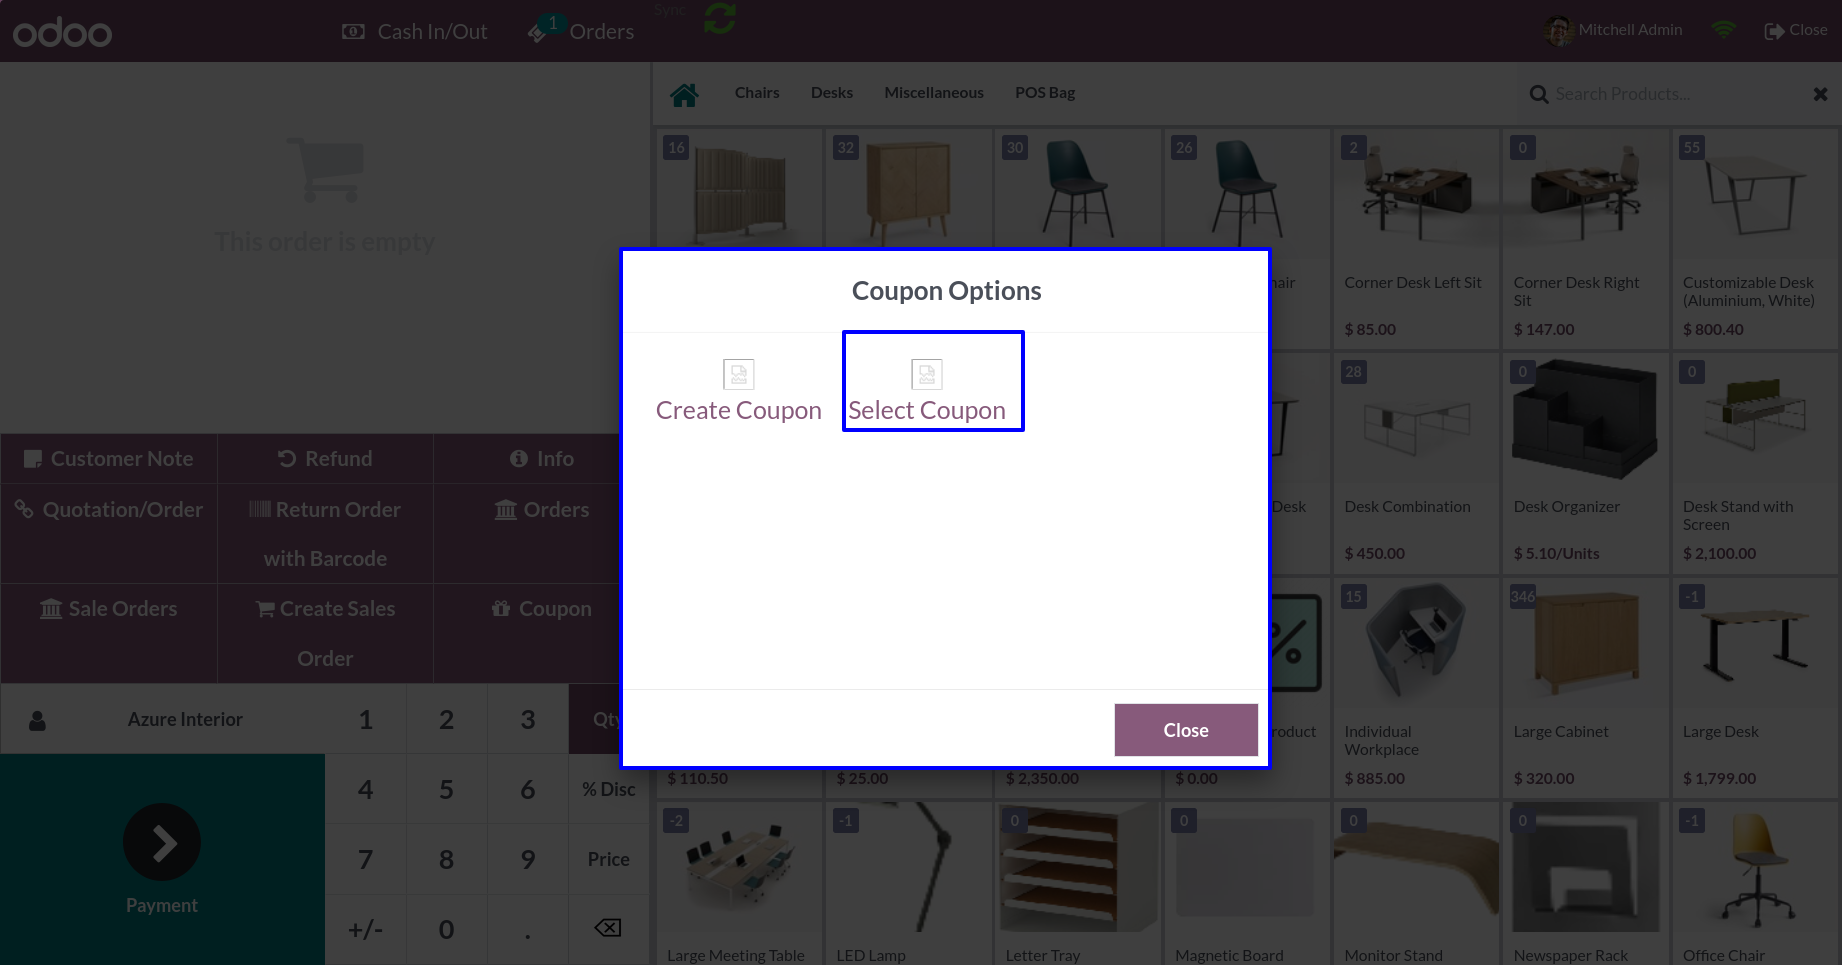 odoo
Cash In/Out
1
Orders
Sync
Mitchell Admin
Close
Chairs
Desks
Miscellaneous
POS Bag
Search Products...
This order is empty
16
32
30
26
2
0
55
hair
Corner Desk Left Sit
Corner Desk Right
Sit
Customizable Desk
(Aluminium, White)
$ 85.00
$ 147.00
$ 800.40
Coupon Options
Create Coupon
Select Coupon
Close
28
0
0
Desk
Desk Combination
Desk Organizer
Desk Stand with
Screen
$ 450.00
$ 5.10/Units
$ 2,100.00
Customer Note
Refund
Info
Quotation/Order
Return Order
with Barcode
Orders
Sale Orders
Create Sales
Order
Coupon
15
346
-1
%
roduct
Individual
Workplace
Large Cabinet
Large Desk
$ 110.50
$ 25.00
$ 2,350.00
$ 0.00
$ 885.00
$ 320.00
$ 1,799.00
Azure Interior
1
2
3
Qty
4
5
6
% Disc
7
8
9
Price
+/-
0
.
Payment
-2
-1
0
0
0
0
-1
Large Meeting Table
LED Lamp
Letter Tray
Magnetic Board
Monitor Stand
Newspaper Rack
Office Chair